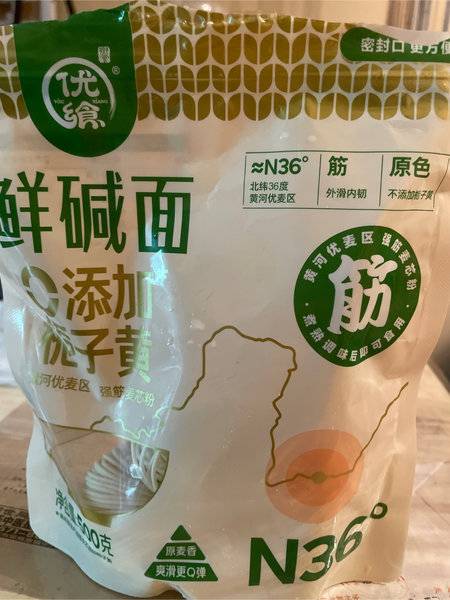 密封口 更方便
优飨
YOU XIANG
®
≈N36°
北纬36度
黄河优麦区
筋
外滑内韧
原色
不添加栀子黄
鲜碱面
0添加
栀子黄
黄河优麦区 强筋麦芯粉
黄河优麦区 强筋麦芯粉
筋
煮熟调味后即可食用
净含量:500克
原麦香
爽滑更Q弹
N36°